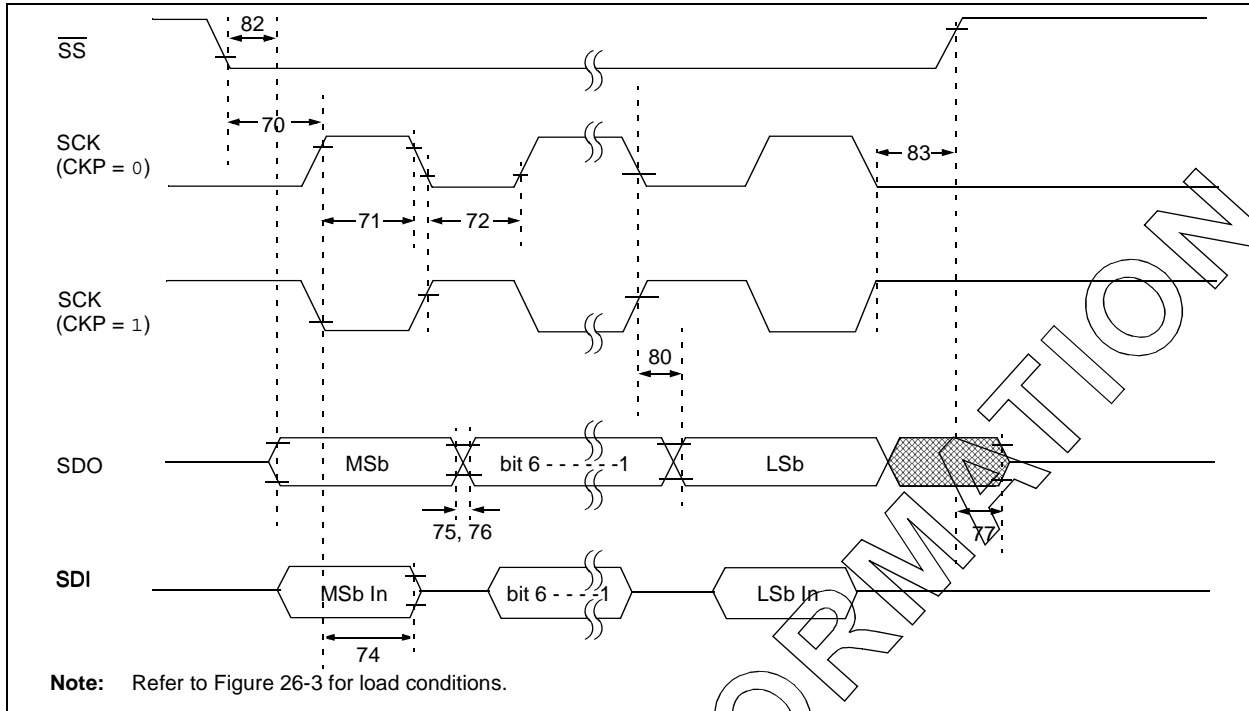 82
SS
70
SCK
(CKP = 0)
83
71
72
SCK
(CKP = 1)
80
SDO
MSb
bit 6 - - - - - -1
LSb
75, 76
77
SDI
MSb In
bit 6 - - - -1
LSb In
74
Note: Refer to Figure 26-3 for load conditions.
ORMATION